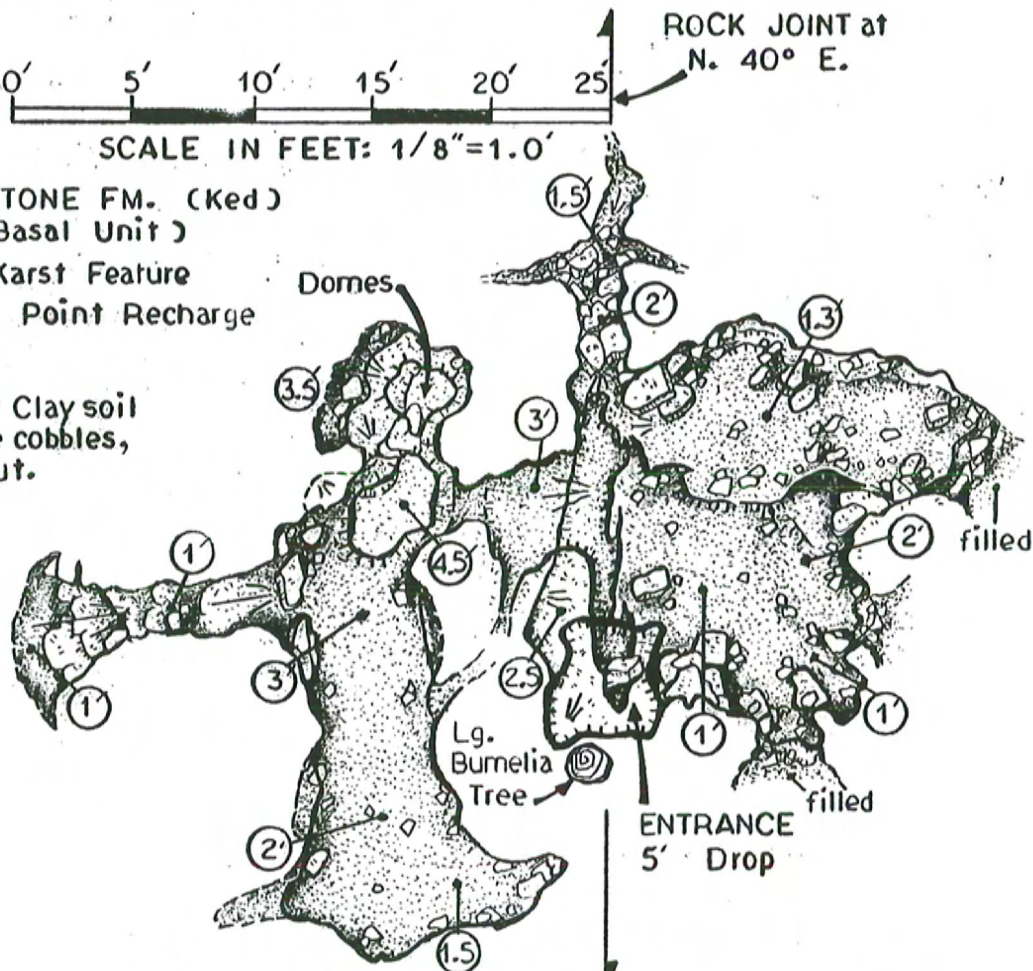 0'
5'
10'
15'
20'
25'
SCALE IN FEET: 1/8"=1.0'
ROCK JOINT at
N. 40° E.
TONE FM. (Ked)
Basal Unit)
Karst Feature
Point Recharge
Clay soil
cobbles,
ut.
Domes
1.5'
2'
1.3'
3.5'
3'
4.5'
1'
1'
3
2.5
2'
filled
1'
1'
Lg.
Bumelia
Tree
ENTRANCE
5' Drop
filled
2'
1.5